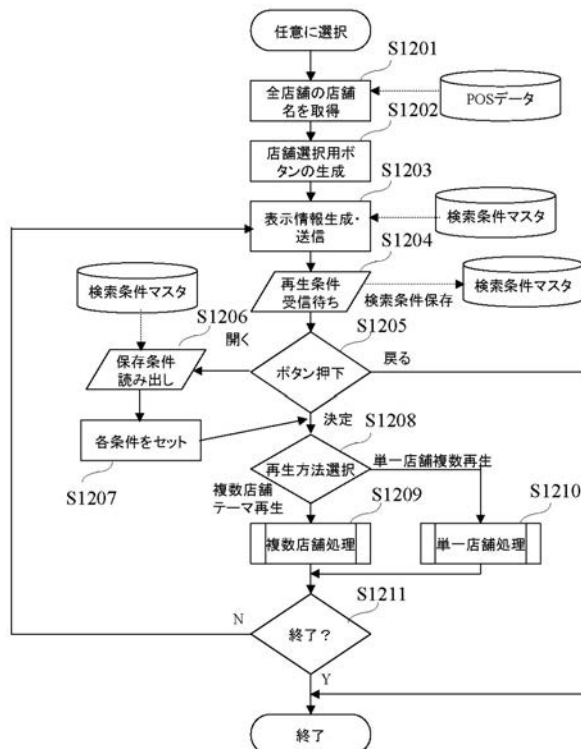 任意に選択
S1201
全店舗の店舗
名を取得
POSデータ
S1202
店舗選択用ボ
タンの生成
S1203
表示情報生成・
送信
検索条件マスタ
S1204
再生条件
受信待ち
検索条件マスタ
検索条件保存
検索条件マスタ
S1206
開く
S1205
保存条件
読み出し
ボタン押下
戻る
決定
各条件をセット
S1207
S1208
再生方法選択
単一店舗複数再生
複数店舗
テーマ再生
S1209
S1210
複数店舗処理
単一店舗処理
S1211
N
終了?
Y
終了